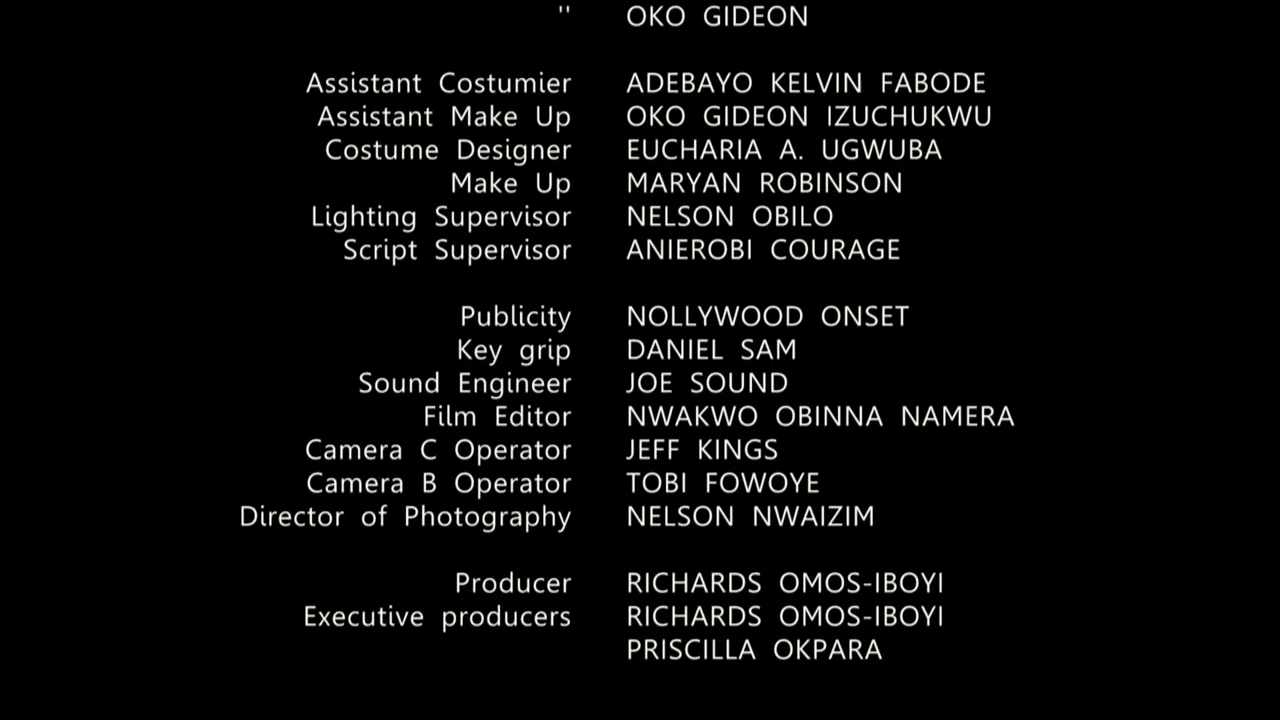 " OKO GIDEON
Assistant Costumier ADEBAYO KELVIN FABODE
Assistant Make Up OKO GIDEON IZUCHUKWU
Costume Designer EUCHARIA A. UGWUBA
Make Up MARYAN ROBINSON
Lighting Supervisor NELSON OBILO
Script Supervisor ANIEROBI COURAGE
Publicity NOLLYWOOD ONSET
Key grip DANIEL SAM
Sound Engineer JOE SOUND
Film Editor NWAKWO OBINNA NAMERA
Camera C Operator JEFF KINGS
Camera B Operator TOBI FOWOYE
Director of Photography NELSON NWAIZIM
Producer RICHARDS OMOS-IBOYI
Executive producers RICHARDS OMOS-IBOYI
PRISCILLA OKPARA